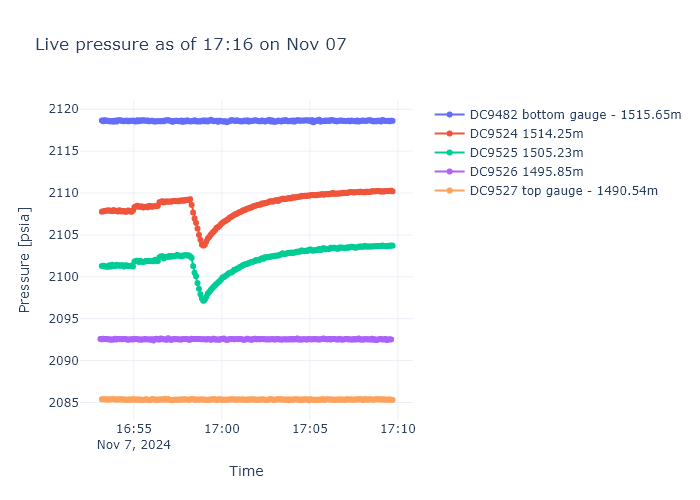 Live pressure as of 17:16 on Nov 07
DC9482 bottom gauge - 1515.65m
DC9524 1514.25m
DC9525 1505.23m
DC9526 1495.85m
DC9527 top gauge - 1490.54m
Pressure [psia]
2120
2115
2110
2105
2100
2095
2090
2085
16:55
17:00
17:05
17:10
Nov 7, 2024
Time